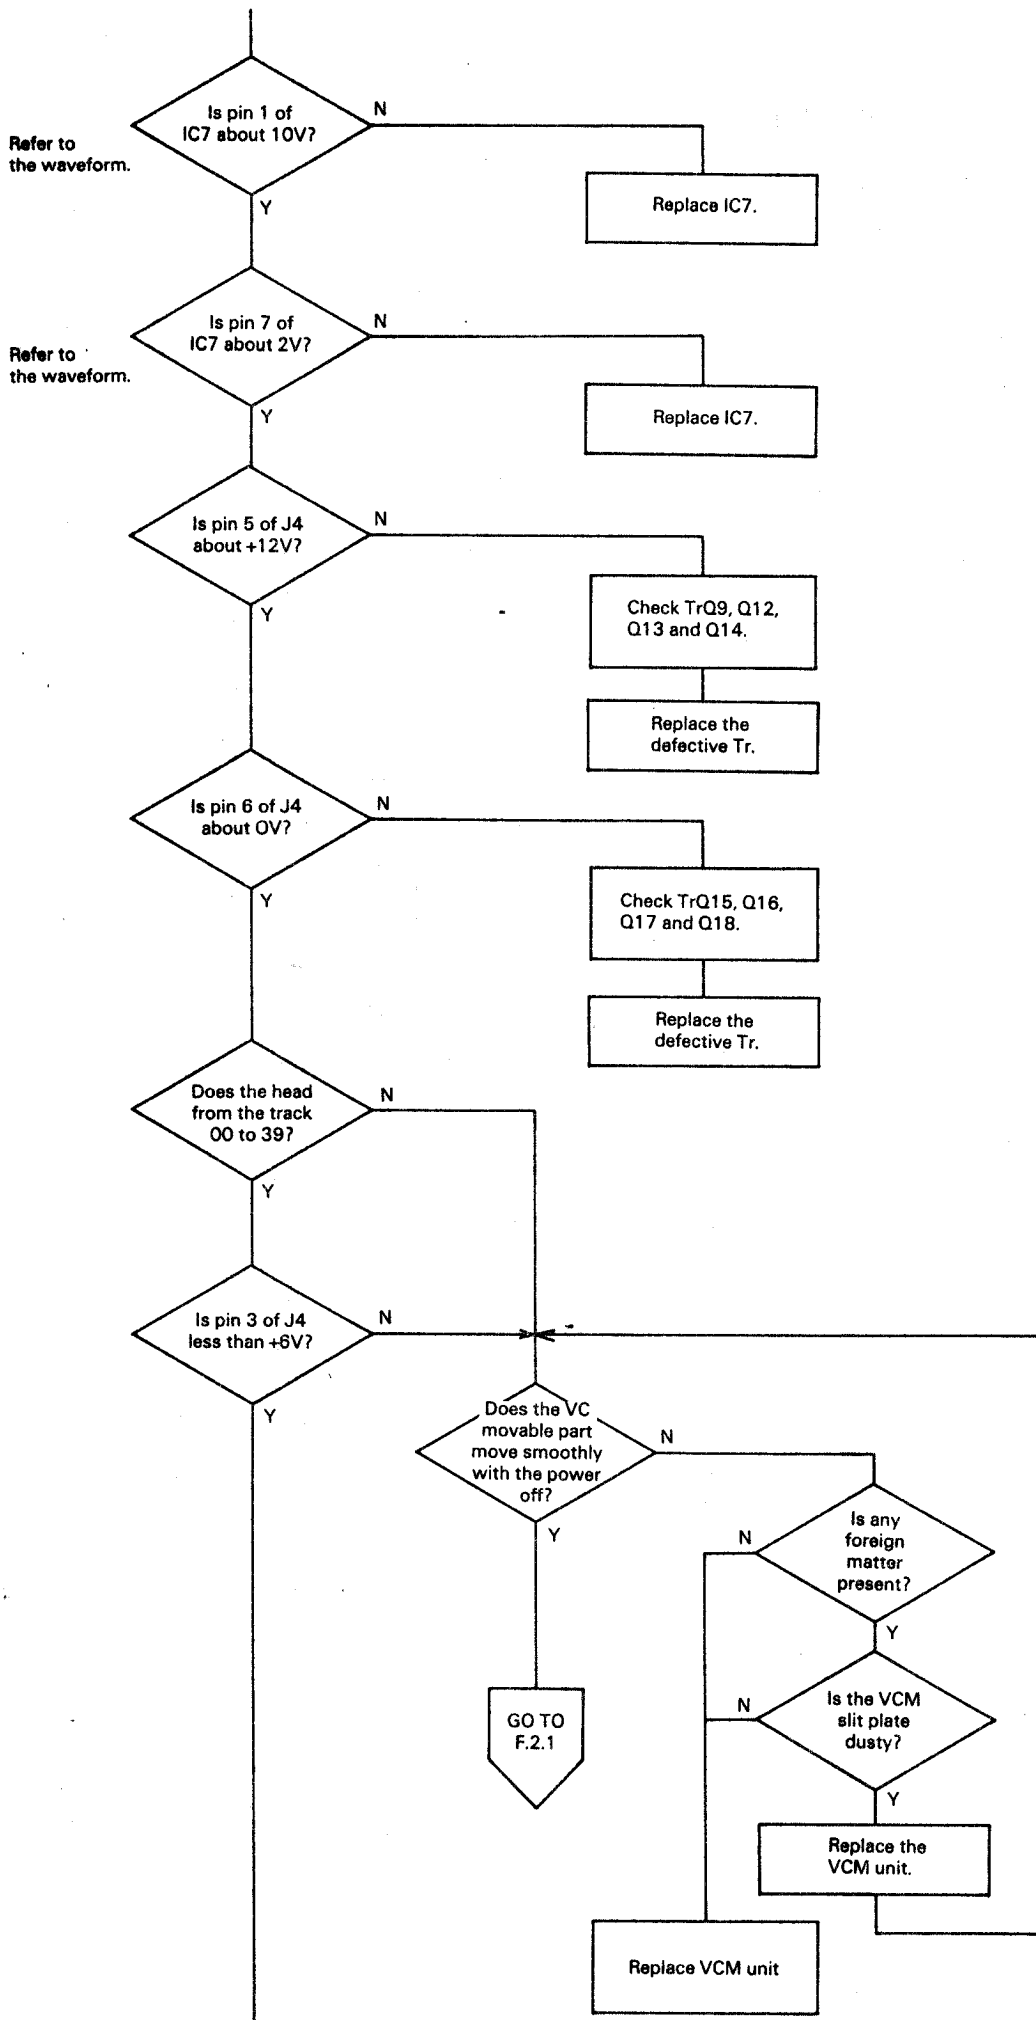 Is pin 1 of
IC7 about 10V?
N
Refer to
the waveform.
Y
Replace IC7.
Is pin 7 of
IC7 about 2V?
N
Refer to
the waveform.
Y
Replace IC7.
Is pin 5 of J4
about +12V?
N
Y
Check TrQ9, Q12,
Q13 and Q14.
Replace the
defective Tr.
Is pin 6 of J4
about 0V?
N
Y
Check TrQ15, Q16,
Q17 and Q18.
Replace the
defective Tr.
Does the head
from the track
00 to 39?
N
Y
Is pin 3 of J4
less than +6V?
N
Y
Does the VC
movable part
move smoothly
with the power
off?
N
Y
Is any
foreign
matter
present?
N
Y
GO TO
F.2.1
Is the VCM
slit plate
dusty?
N
Y
Replace the
VCM unit.
Replace VCM unit